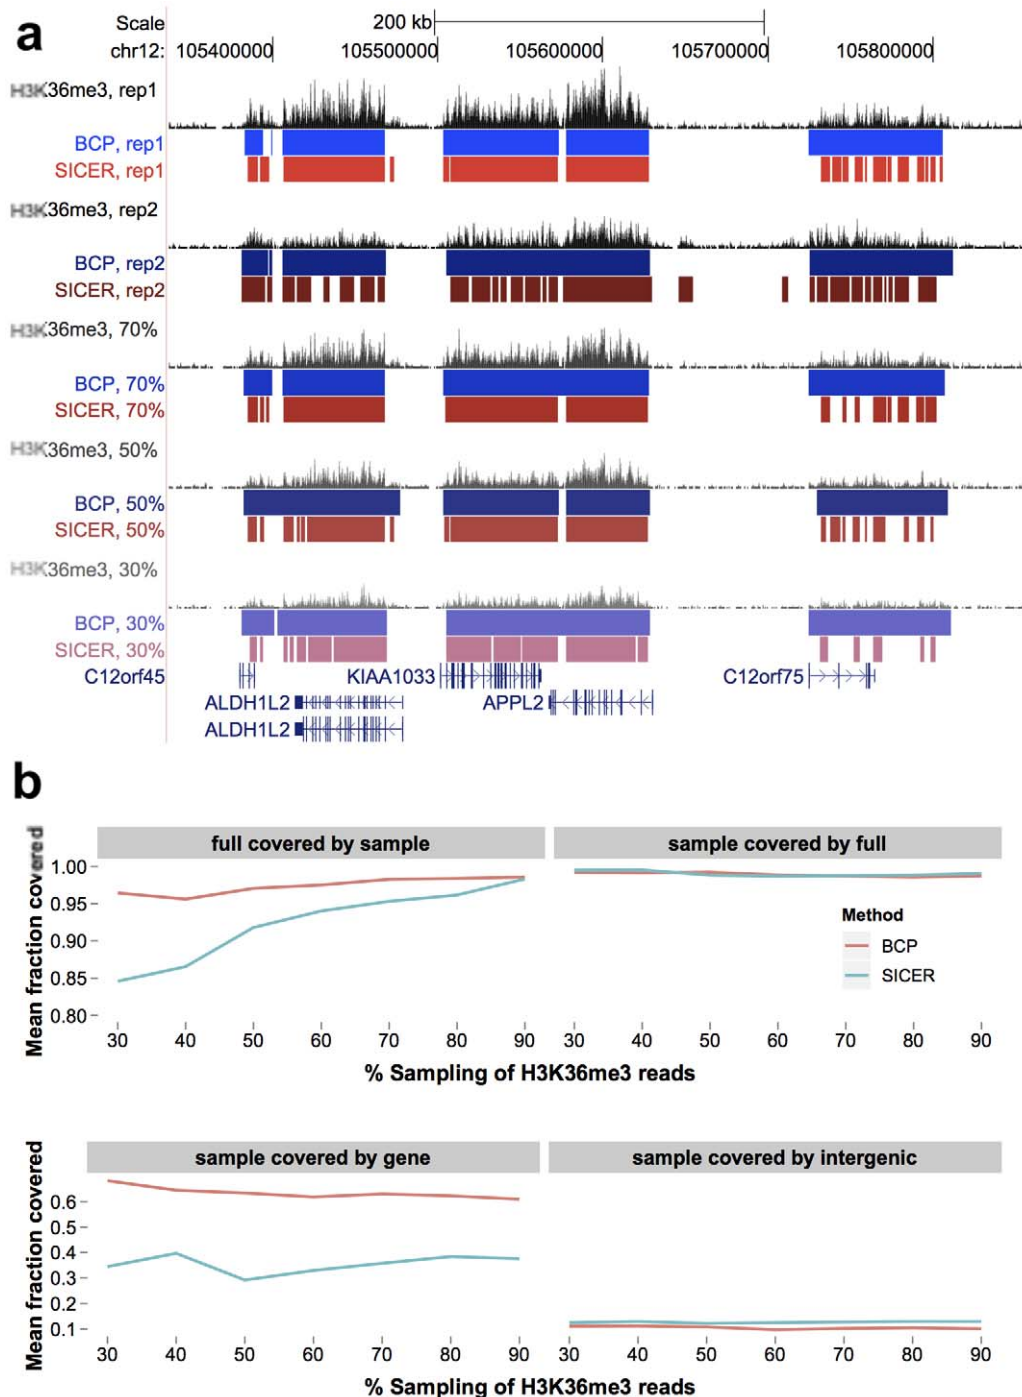 a
Scale 200 kb
chr12: 105400000 105500000 105600000 105700000 105800000
H3K36me3, rep1
BCP, rep1
SICER, rep1
H3K36me3, rep2
BCP, rep2
SICER, rep2
H3K36me3, 70%
BCP, 70%
SICER, 70%
H3K36me3, 50%
BCP, 50%
SICER, 50%
H3K36me3, 30%
BCP, 30%
SICER, 30%
C12orf45 KIAA1033 C12orf75
ALDH1L2 APPL2
ALDH1L2
b
full covered by sample sample covered by full
Mean fraction covered
1.00
0.95
0.90
0.85
0.80
Method
BCP
SICER
30 40 50 60 70 80 90 30 40 50 60 70 80 90
% Sampling of H3K36me3 reads
sample covered by gene sample covered by intergenic
Mean fraction covered
0.6
0.5
0.4
0.3
0.2
0.1
30 40 50 60 70 80 90 30 40 50 60 70 80 90
% Sampling of H3K36me3 reads